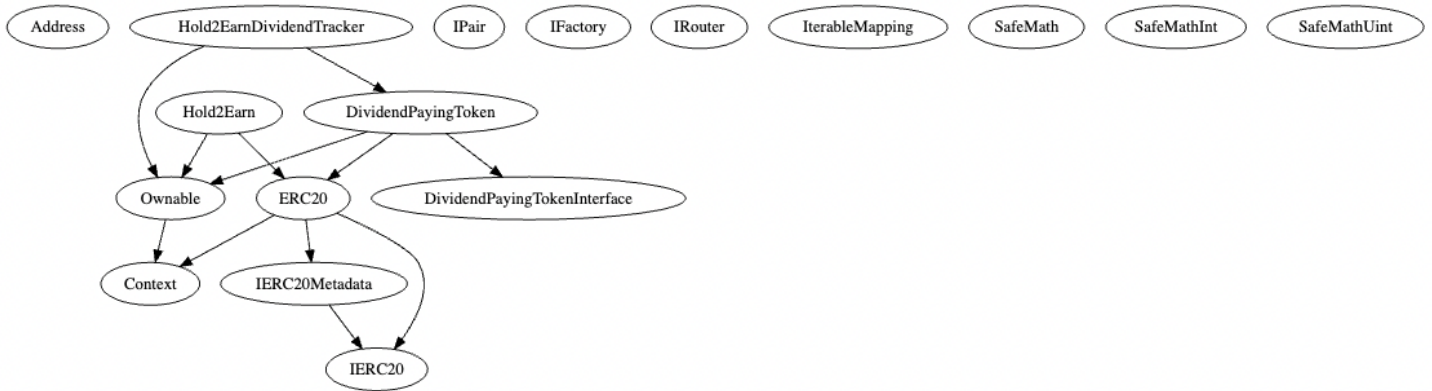 Address
Hold2EarnDividendTracker
IPair
IFactory
IRouter
IterableMapping
SafeMath
SafeMathInt
SafeMathUint
Hold2Earn
DividendPayingToken
Ownable
ERC20
DividendPayingTokenInterface
Context
IERC20Metadata
IERC20